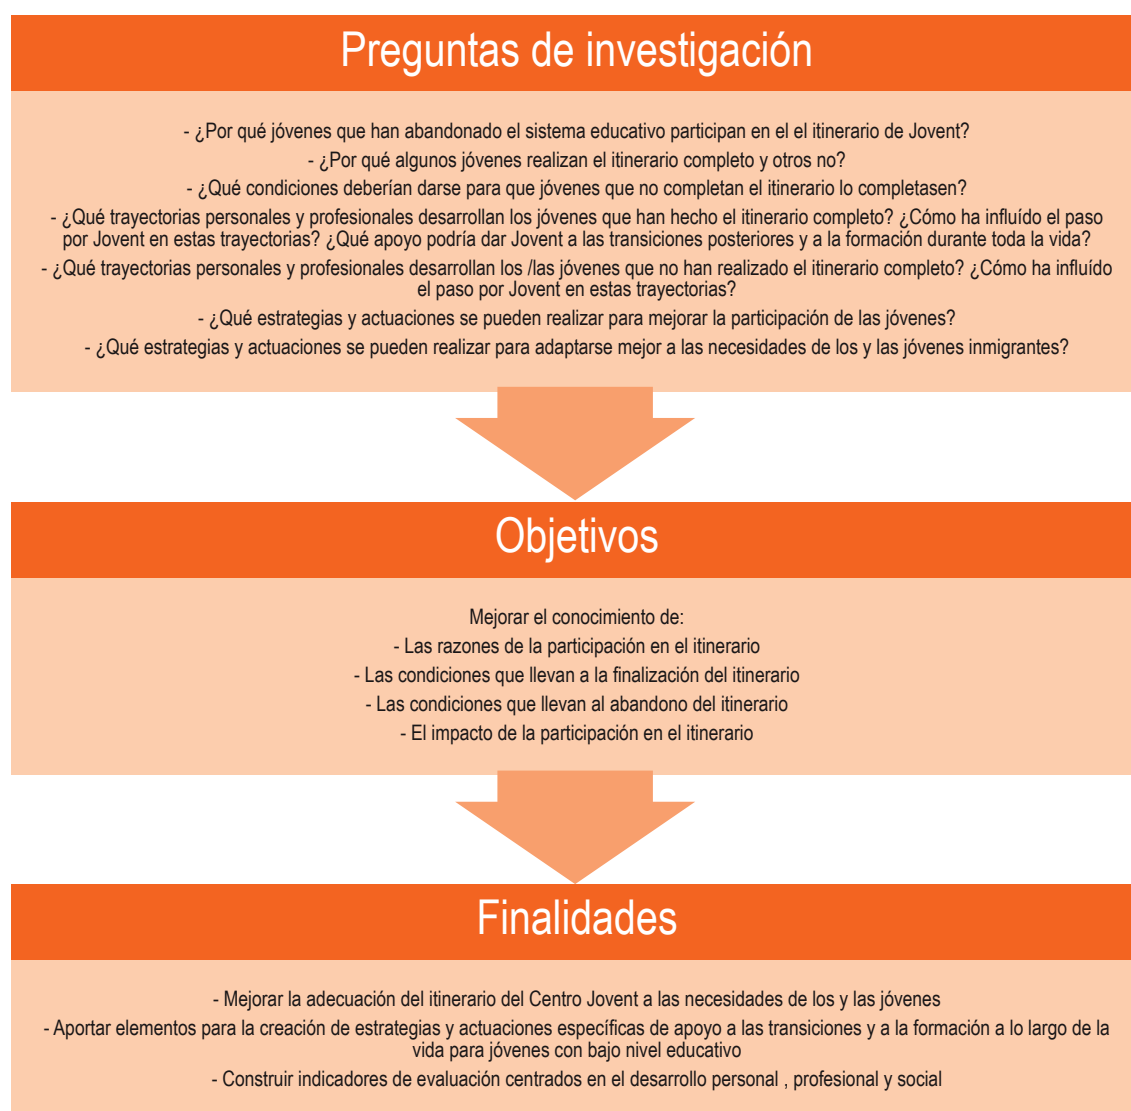 Preguntas de investigación
- ¿Por qué jóvenes que han abandonado el sistema educativo participan en el el itinerario de Jovent?
- ¿Por qué algunos jóvenes realizan el itinerario completo y otros no?
- ¿Qué condiciones deberían darse para que jóvenes que no completan el itinerario lo completasen?
- ¿Qué trayectorias personales y profesionales desarrollan los jóvenes que han hecho el itinerario completo? ¿Cómo ha influído el paso
por Jovent en estas trayectorias? ¿Qué apoyo podría dar Jovent a las transiciones posteriores y a la formación durante toda la vida?
- ¿Qué trayectorias personales y profesionales desarrollan los /las jóvenes que no han realizado el itinerario completo? ¿Cómo ha influído
el paso por Jovent en estas trayectorias?
- ¿Qué estrategias y actuaciones se pueden realizar para mejorar la participación de las jóvenes?
- ¿Qué estrategias y actuaciones se pueden realizar para adaptarse mejor a las necesidades de los y las jóvenes inmigrantes?
Objetivos
Mejorar el conocimiento de:
- Las razones de la participación en el itinerario
- Las condiciones que llevan a la finalización del itinerario
- Las condiciones que llevan al abandono del itinerario
- El impacto de la participación en el itinerario
Finalidades
- Mejorar la adecuación del itinerario del Centro Jovent a las necesidades de los y las jóvenes
- Aportar elementos para la creación de estrategias y actuaciones específicas de apoyo a las transiciones y a la formación a lo largo de la
vida para jóvenes con bajo nivel educativo
- Construir indicadores de evaluación centrados en el desarrollo personal , profesional y social